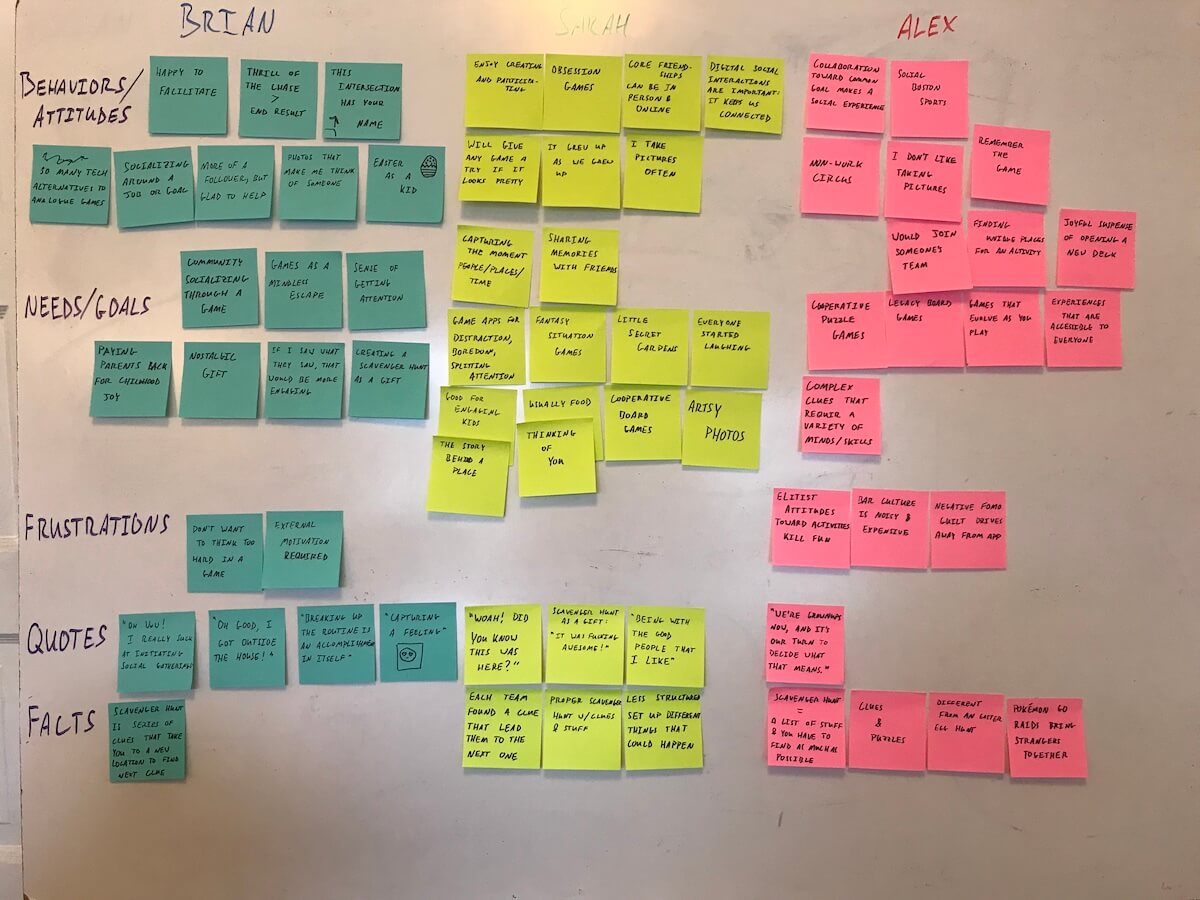 BRIAN
SARAH
ALEX
BEHAVIORS/
ATTITUDES
HAPPY TO
FACILITATE
THRILL OF
THE CHASE
>
END RESULT
THIS
INTERSECTION
HAS YOUR
NAME
SO MANY TECH
ALTERNATIVES TO
ANALOGUE GAMES
SOCIALIZING
AROUND A
JOB OR GOAL
MORE OF A
FOLLOWER, BUT
GLAD TO HELP
PHOTOS THAT
MAKE ME THINK
OF SOMEONE
EASTER
AS A
KID
ENJOY CREATING
AND PARTICIPA-
TING
OBSESSION
GAMES
CORE FRIEND-
SHIPS
CAN BE IN
PERSON &
ONLINE
DIGITAL SOCIAL
INTERACTIONS
ARE IMPORTANT:
IT KEEPS US
CONNECTED
WILL GIVE
ANY GAME A
TRY IF IT
LOOKS PRETTY
IT GREW UP
AS WE GREW
UP
I TAKE
PICTURES
OFTEN
COLLABORATION
TOWARD COMMON
GOAL MAKES A
SOCIAL EXPERIENCE
SOCIAL
BOSTON
SPORTS
NON-WORK
CIRCUS
I DON'T LIKE
TAKING
PICTURES
REMEMBER
THE
GAME
WOULD JOIN
SOMEONE'S
TEAM
FINDING
UNIQUE PLACES
FOR AN ACTIVITY
JOYFUL SUSPENSE
OF OPENING A
NEW DECK
NEEDS/GOALS
COMMUNITY
SOCIALIZING
THROUGH A
GAME
GAMES AS A
MINDLESS
ESCAPE
SENSE OF
GETTING
ATTENTION
PAYING
PARENTS BACK
FOR CHILDHOOD
JOY
NOSTALGIC
GIFT
IF I SAW WHAT
THEY SAW, THAT
WOULD BE MORE
ENGAGING
CREATING A
SCAVENGER HUNT
AS A GIFT
CAPTURING
THE MOMENT
PEOPLE/PLACES/
TIME
SHARING
MEMORIES
WITH FRIENDS
GAME APPS FOR
DISTRACTION,
BOREDOM,
SPLITTING
ATTENTION
FANTASY
SITUATION
GAMES
LITTLE
SECRET
GARDENS
EVERYONE
STARTED
LAUGHING
GOOD FOR
ENGAGING
KIDS
USUALLY FOOD
COOPERATIVE
BOARD
GAMES
ARTSY
PHOTOS
THE STORY
BEHIND A
PLACE
THINKING
OF
YOU
COOPERATIVE
PUZZLE
GAMES
LEGACY BOARD
GAMES
GAMES THAT
EVOLVE AS YOU
PLAY
EXPERIENCES
THAT ARE
ACCESSIBLE TO
EVERYONE
COMPLEX
CLUES THAT
REQUIR A
VARIETY OF
MINDS/SKILLS
FRUSTRATIONS
DON'T WANT
TO THINK TOO
HARD IN A
GAME
EXTERNAL
MOTIVATION
REQUIRED
ELITIST
ATTITUDES
TOWARD ACTIVITIES
KILL FUN
BAR CULTURE
IS NOISY &
EXPENSIVE
NEGATIVE FOMO
GUILT DRIVES
AWAY FROM APP
QUOTES
I REALLY SUCK
AT INITIATING
SOCIAL GATHERINGS
"OH GOOD, I
GOT OUTSIDE
THE HOUSE!"
"BREAKING UP
THE ROUTINE IS
AN ACCOMPLISHMENT
IN ITSELF"
"CAPTURING
A FEELING"
"WOAH! DID
YOU KNOW
THIS WAS
HERE?"
SCAVENGER HUNT
AS A GIFT:
"IT WAS FUCKING
AWESOME!"
"BEING WITH
THE GOOD
PEOPLE THAT
I LIKE"
"WE'RE GROWNUPS
NOW, AND IT'S
OUR TURN TO
DECIDE WHAT
THAT MEANS."
FACTS
SCAVENGER HUNT
IS SERIES OF
CLUES THAT TAKE
YOU TO A NEW
LOCATION TO FIND
NEXT CLUE
EACH TEAM
FOUND A CLUE
THAT LEAD
THEM TO THE
NEXT ONE
PROPER SCAVENGER
HUNT W/CLUES
& STUFF
LESS STRUCTURED
SET UP DIFFERENT
THINGS THAT
COULD HAPPEN
SCAVENGER HUNT
=
A LIST OF STUFF
& YOU HAVE TO
FIND AS MUCH AS
POSSIBLE
CLUES
&
PUZZLES
DIFFERENT
FROM AN EASTER
EGG HUNT
POKÉMON GO
RAIDS BRING
STRANGERS
TOGETHER